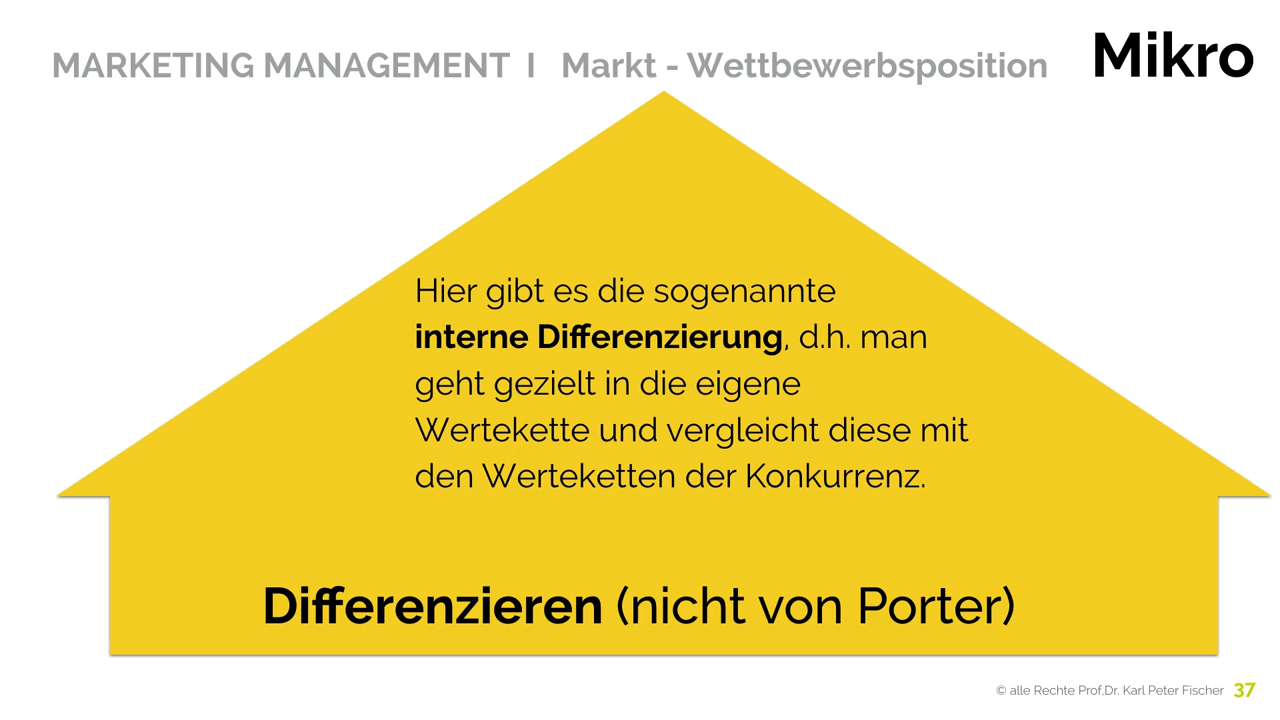 MARKETING MANAGEMENT I Markt - Wettbewerbsposition Mikro
Hier gibt es die sogenannte
interne Differenzierung, d.h. man
geht gezielt in die eigene
Wertekette und vergleicht diese mit
den Werteketten der Konkurrenz.
Differenzieren (nicht von Porter)
© alle Rechte Prof.Dr. Karl Peter Fischer 37